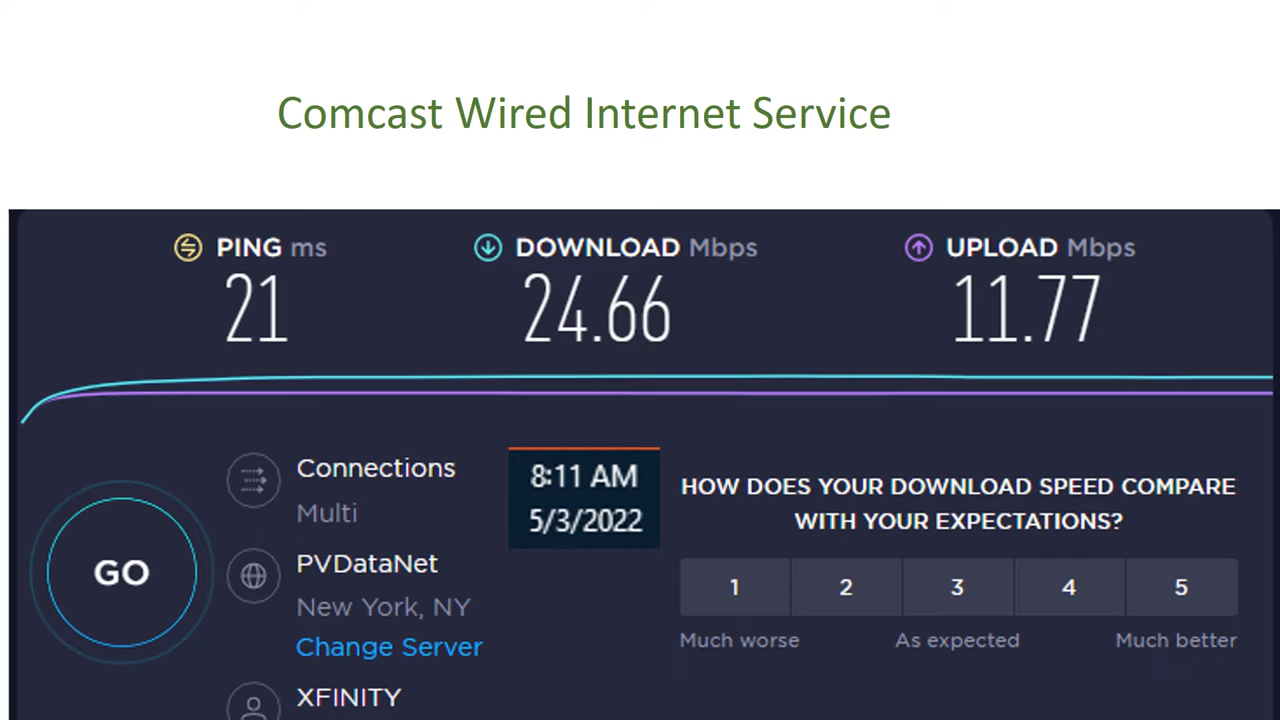 Comcast Wired Internet Service
PING ms
DOWNLOAD Mbps
UPLOAD Mbps
21
24.66
11.77
Connections
Multi
8:11 AM
5/3/2022
HOW DOES YOUR DOWNLOAD SPEED COMPARE
WITH YOUR EXPECTATIONS?
GO
PVDataNet
New York, NY
Change Server
1 2 3 4 5
Much worse As expected Much better
XFINITY